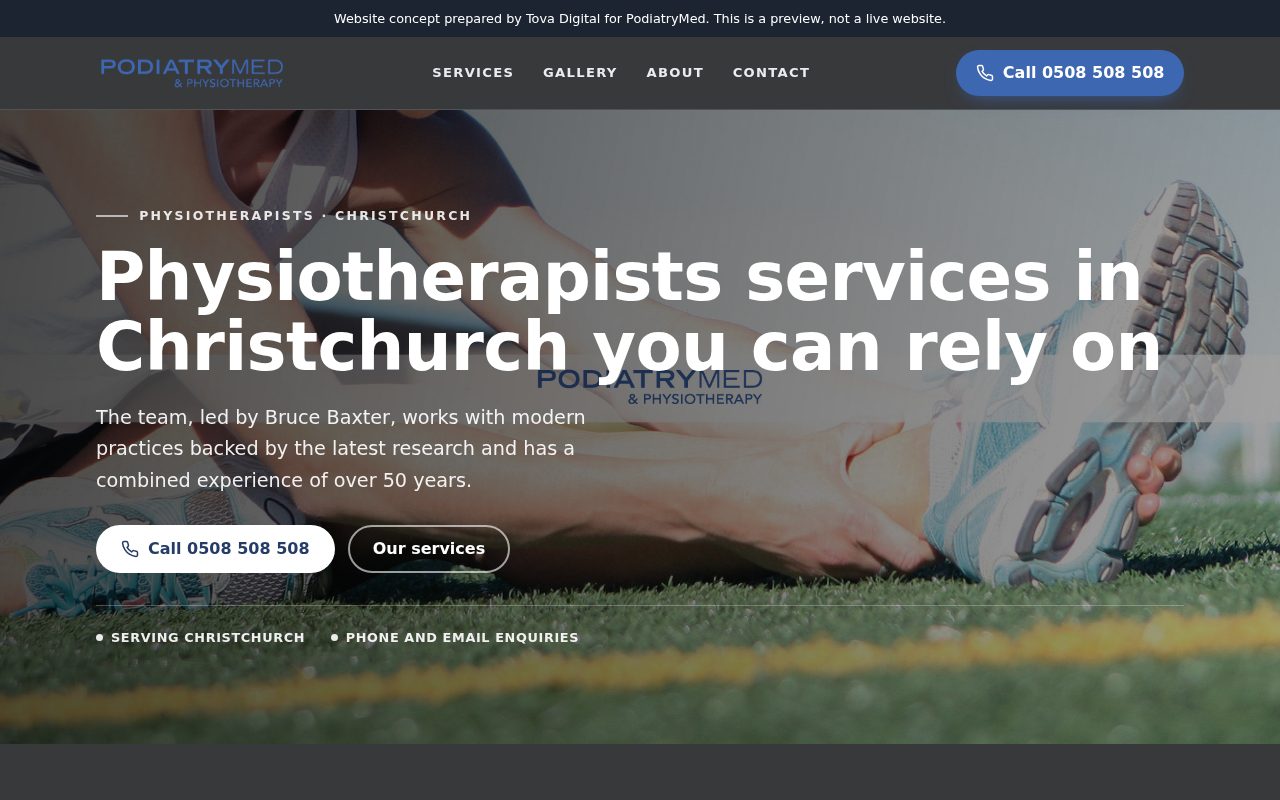 Website concept prepared by Tova Digital for PodiatryMed. This is a preview, not a live website.
PODIATRYMED
& PHYSIOTHERAPY
SERVICES
GALLERY
ABOUT
CONTACT
Call 0508 508 508
PHYSIOTHERAPISTS · CHRISTCHURCH
Physiotherapists services in
Christchurch you can rely on
PODIATRYMED
& PHYSIOTHERAPY
The team, led by Bruce Baxter, works with modern
practices backed by the latest research and has a
combined experience of over 50 years.
Call 0508 508 508
Our services
SERVING CHRISTCHURCH
PHONE AND EMAIL ENQUIRIES